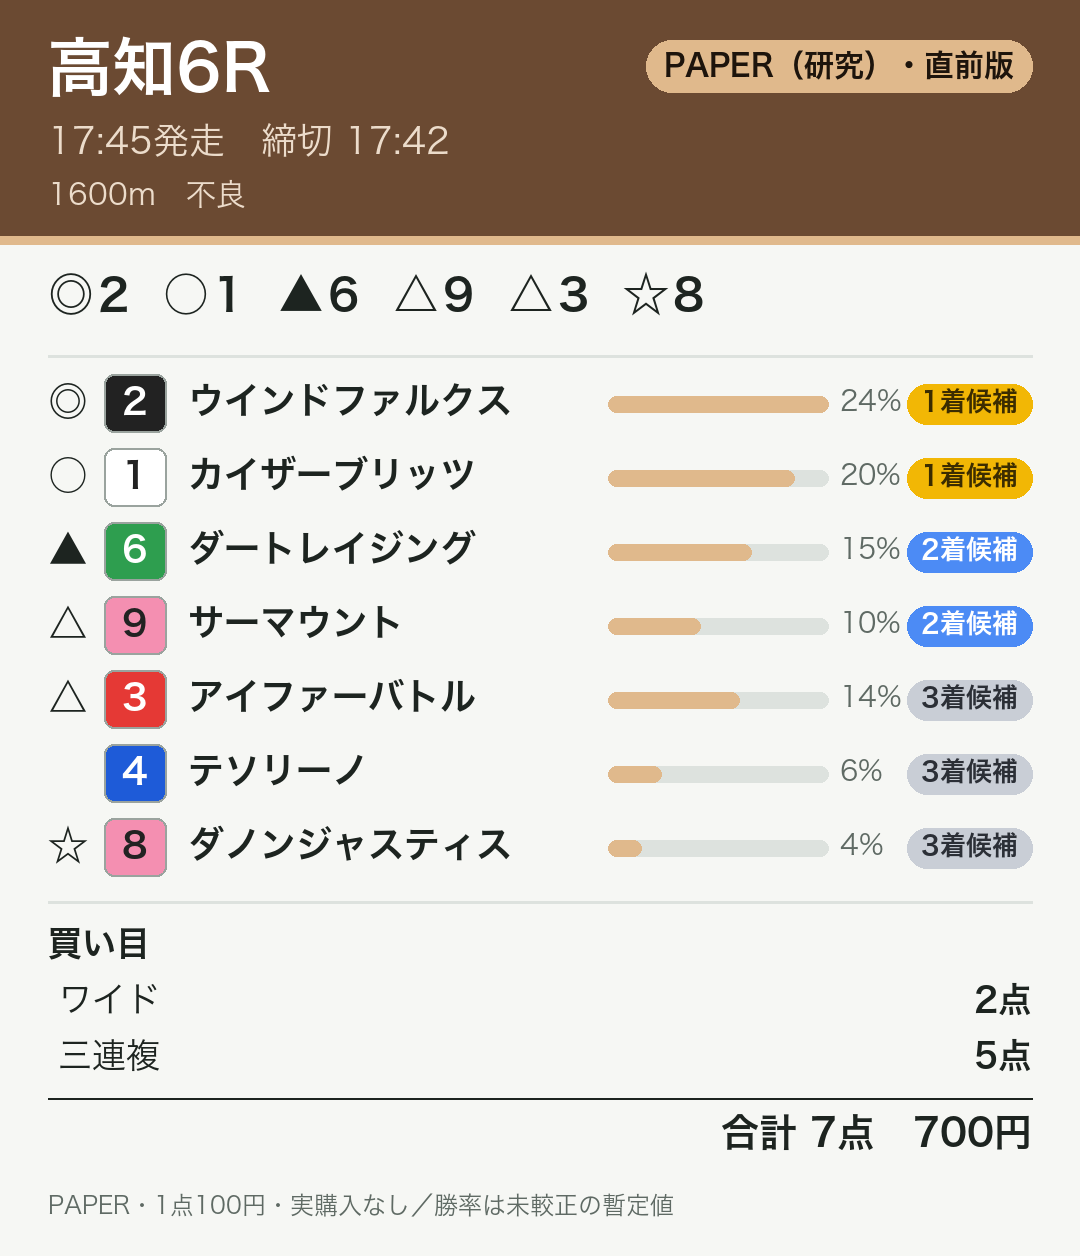 高知6R
PAPER（研究）・直前版
17:45発走　締切 17:42
1600m　不良
◎2 ○1 ▲6 △9 △3 ☆8
◎ 2 ウインドファルクス 24% 1着候補
○ 1 カイザーブリッツ 20% 1着候補
▲ 6 ダートレイジング 15% 2着候補
△ 9 サーマウント 10% 2着候補
△ 3 アイファーバトル 14% 3着候補
4 テソリーノ 6% 3着候補
☆ 8 ダノンジャスティス 4% 3着候補
買い目
ワイド 2点
三連複 5点
合計 7点　700円
PAPER・1点100円・実購入なし／勝率は未較正の暫定値